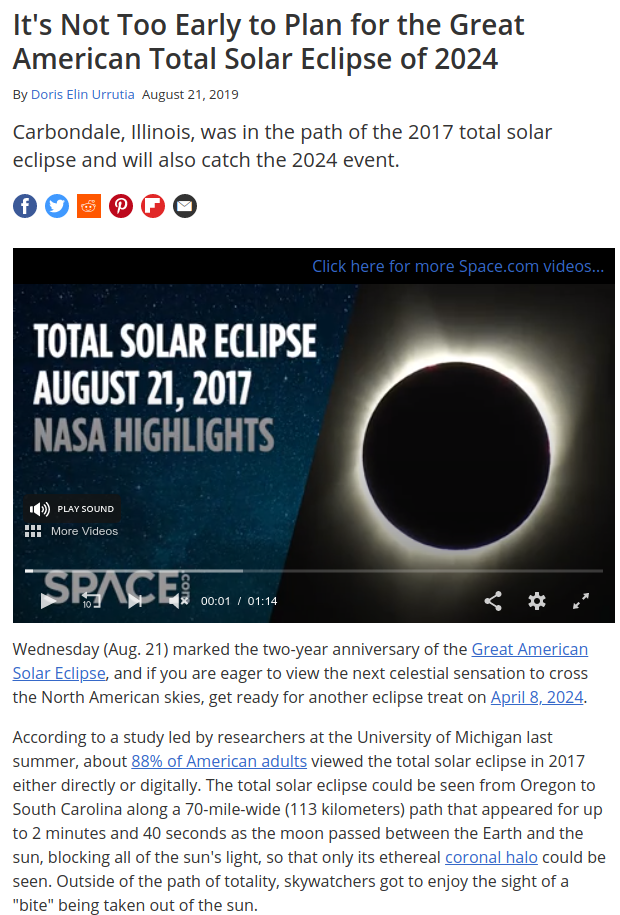 It's Not Too Early to Plan for the Great
American Total Solar Eclipse of 2024
By Doris Elin Urrutia August 21, 2019
Carbondale, Illinois, was in the path of the 2017 total solar
eclipse and will also catch the 2024 event.
Click here for more Space.com videos...
TOTAL SOLAR ECLIPSE
AUGUST 21, 2017
NASA HIGHLIGHTS
PLAY SOUND
More Videos
SPACE.com
10
00:01 / 01:14
Wednesday (Aug. 21) marked the two-year anniversary of the Great American
Solar Eclipse, and if you are eager to view the next celestial sensation to cross
the North American skies, get ready for another eclipse treat on April 8, 2024.
According to a study led by researchers at the University of Michigan last
summer, about 88% of American adults viewed the total solar eclipse in 2017
either directly or digitally. The total solar eclipse could be seen from Oregon to
South Carolina along a 70-mile-wide (113 kilometers) path that appeared for up
to 2 minutes and 40 seconds as the moon passed between the Earth and the
sun, blocking all of the sun's light, so that only its ethereal coronal halo could be
seen. Outside of the path of totality, skywatchers got to enjoy the sight of a
"bite" being taken out of the sun.